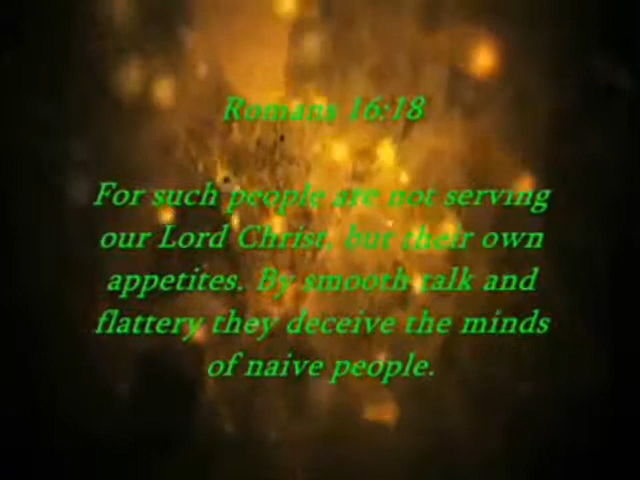 Romans 16:18
For such people are not serving
our Lord Christ, but their own
appetites. By smooth talk and
flattery they deceive the minds
of naive people.